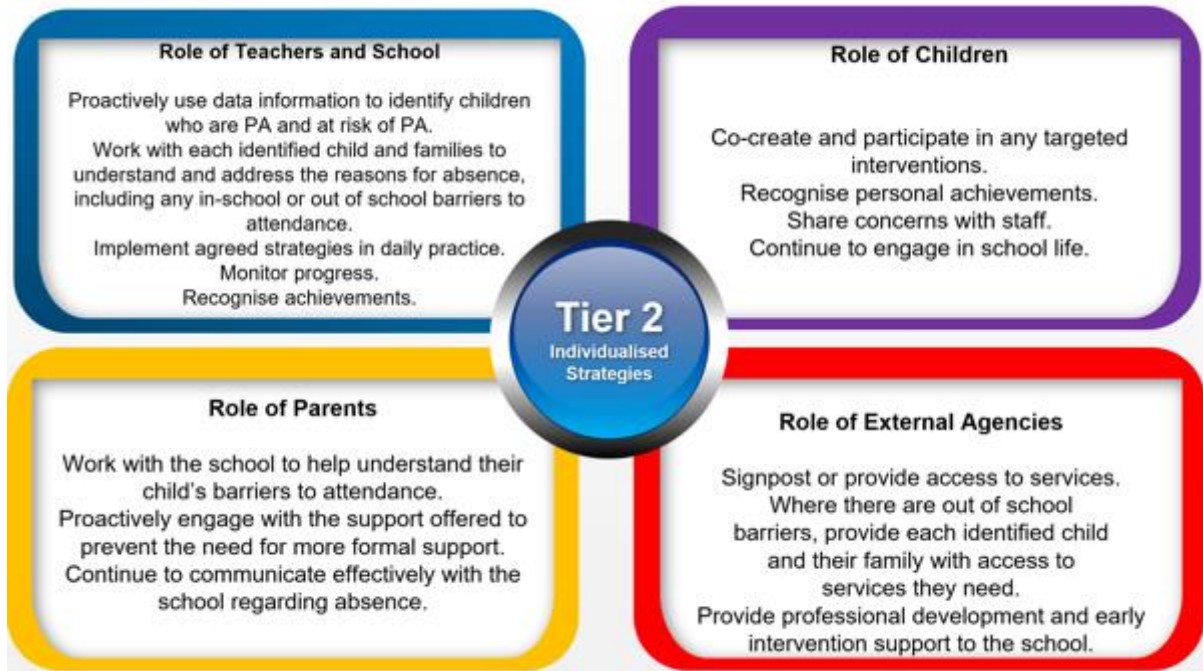 Role of Teachers and School
Proactively use data information to identify children
who are PA and at risk of PA.
Work with each identified child and families to
understand and address the reasons for absence,
including any in-school or out of school barriers to
attendance.
Implement agreed strategies in daily practice.
Monitor progress.
Recognise achievements.
Role of Children
Co-create and participate in any targeted
interventions.
Recognise personal achievements.
Share concerns with staff.
Continue to engage in school life.
Tier 2
Individualised
Strategies
Role of Parents
Work with the school to help understand their
child's barriers to attendance.
Proactively engage with the support offered to
prevent the need for more formal support.
Continue to communicate effectively with the
school regarding absence.
Role of External Agencies
Signpost or provide access to services.
Where there are out of school
barriers, provide each identified child
and their family with access to
services they need.
Provide professional development and early
intervention support to the school.